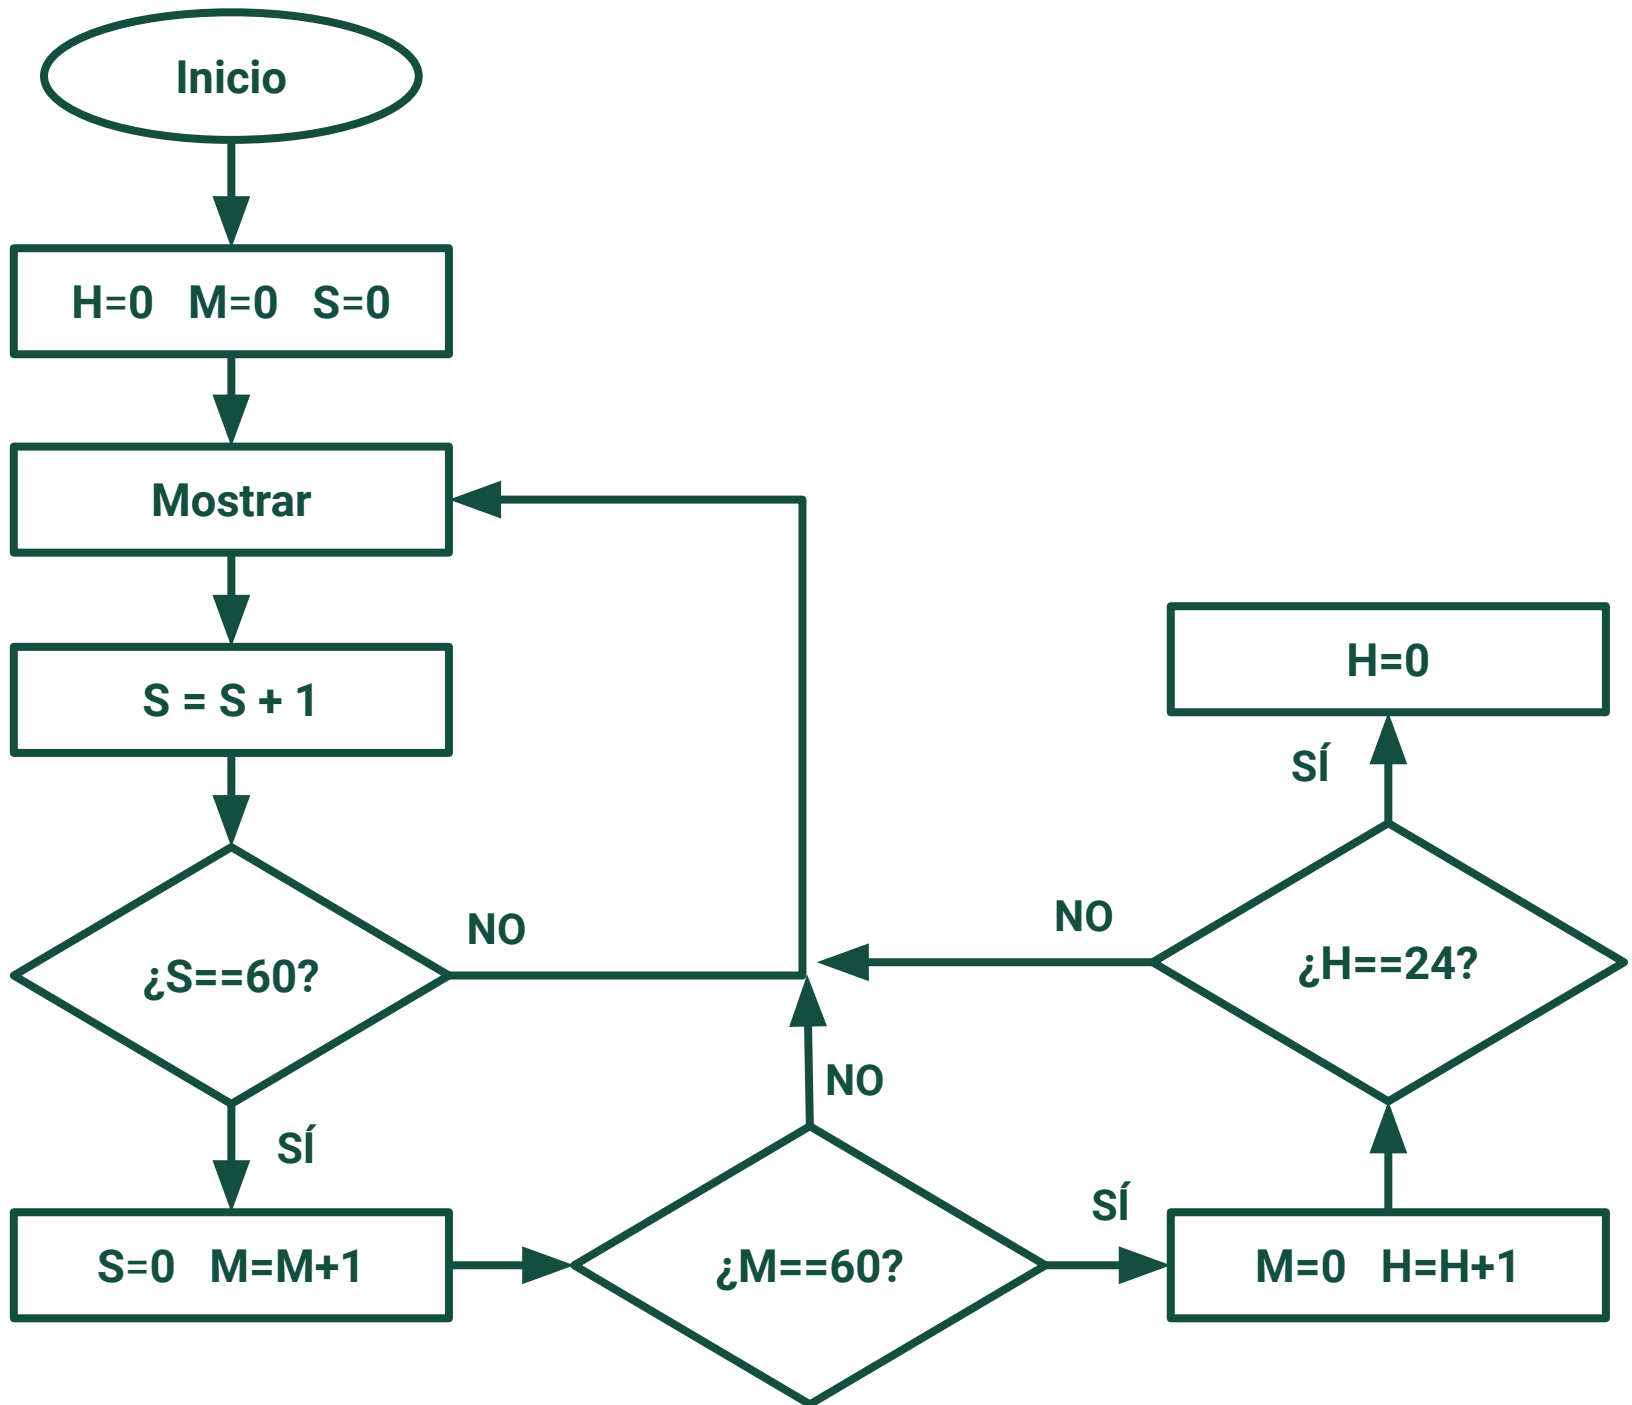 Inicio
H=0 M=0 S=0
Mostrar
S = S + 1
¿S==60?
NO
SÍ
S=0 M=M+1
¿M==60?
NO
SÍ
M=0 H=H+1
¿H==24?
NO
SÍ
H=0